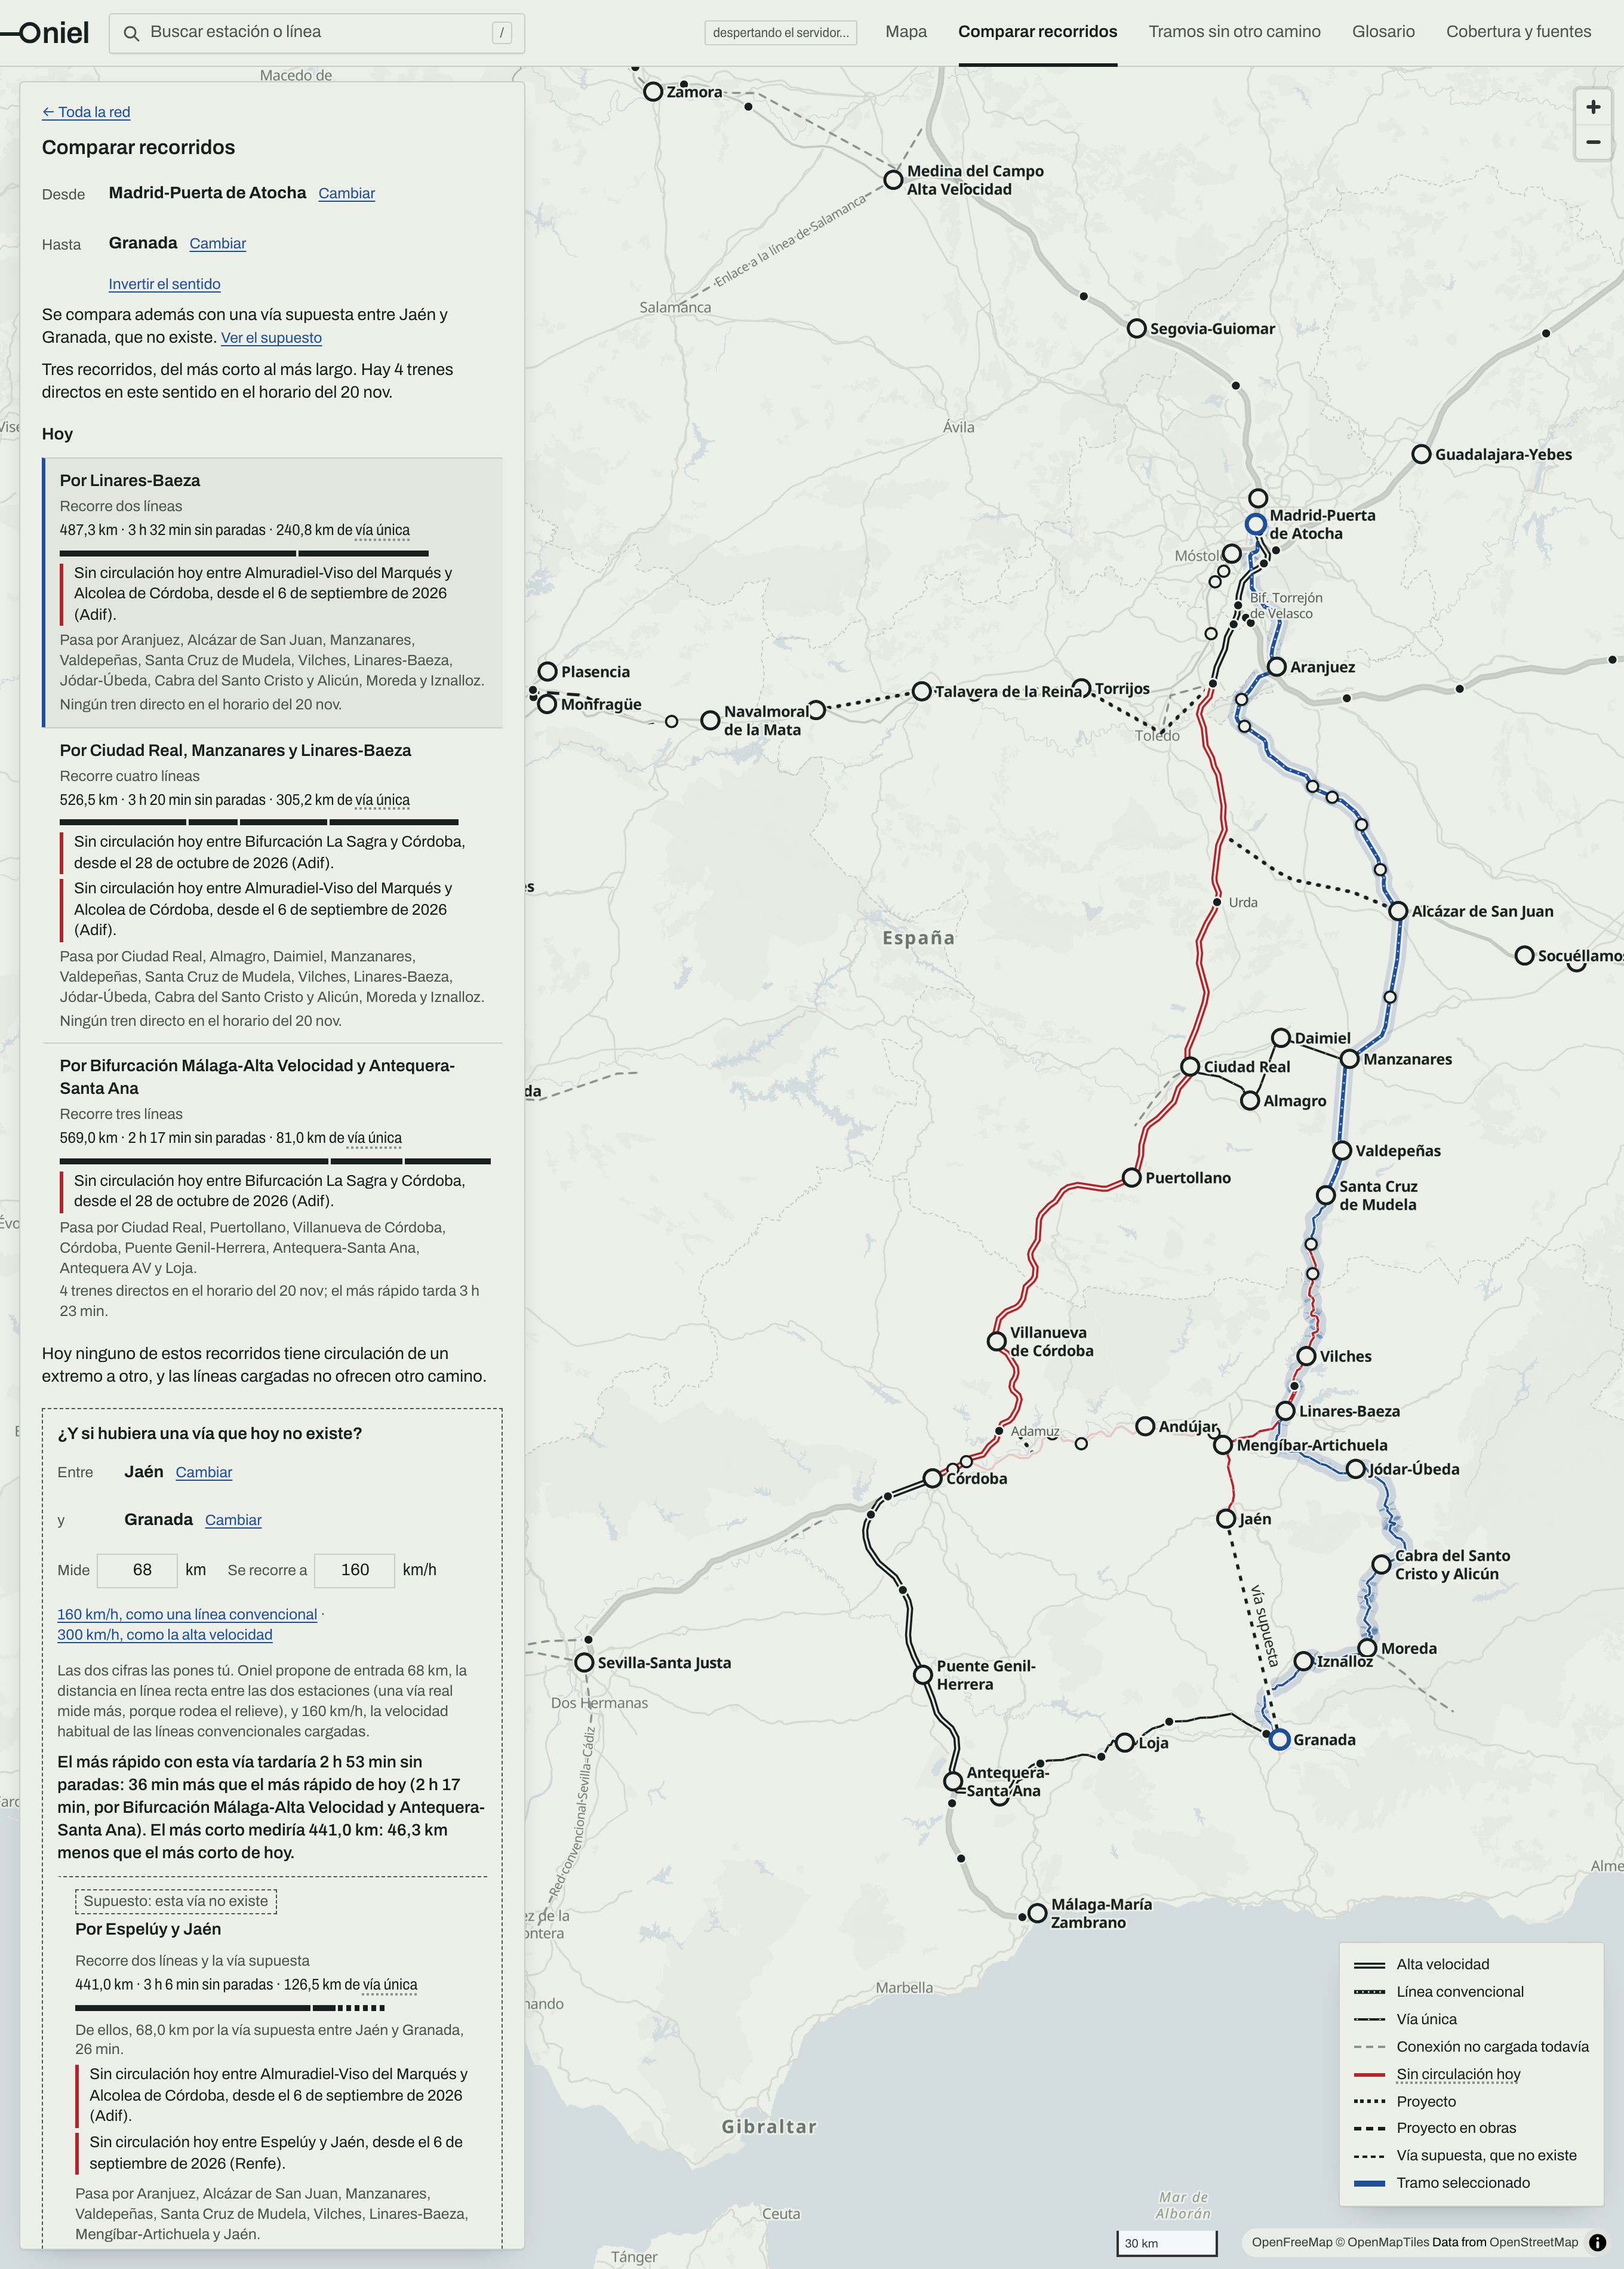 Oniel
Buscar estación o línea
/
despertando el servidor...
Mapa
Comparar recorridos
Tramos sin otro camino
Glosario
Cobertura y fuentes
← Toda la red
Comparar recorridos
Desde Madrid-Puerta de Atocha Cambiar
Hasta Granada Cambiar
Invertir el sentido
Se compara además con una vía supuesta entre Jaén y
Granada, que no existe. Ver el supuesto
Tres recorridos, del más corto al más largo. Hay 4 trenes
directos en este sentido en el horario del 20 nov.
Hoy
Por Linares-Baeza
Recorre dos líneas
487,3 km · 3 h 32 min sin paradas · 240,8 km de vía única
Sin circulación hoy entre Almuradiel-Viso del Marqués y
Alcolea de Córdoba, desde el 6 de septiembre de 2026
(Adif).
Pasa por Aranjuez, Alcázar de San Juan, Manzanares,
Valdepeñas, Santa Cruz de Mudela, Vilches, Linares-Baeza,
Jódar-Úbeda, Cabra del Santo Cristo y Alicún, Moreda y Iznalloz.
Ningún tren directo en el horario del 20 nov.
Por Ciudad Real, Manzanares y Linares-Baeza
Recorre cuatro líneas
526,5 km · 3 h 20 min sin paradas · 305,2 km de vía única
Sin circulación hoy entre Bifurcación La Sagra y Córdoba,
desde el 28 de octubre de 2026 (Adif).
Sin circulación hoy entre Almuradiel-Viso del Marqués y
Alcolea de Córdoba, desde el 6 de septiembre de 2026
(Adif).
Pasa por Ciudad Real, Almagro, Daimiel, Manzanares,
Valdepeñas, Santa Cruz de Mudela, Vilches, Linares-Baeza,
Jódar-Úbeda, Cabra del Santo Cristo y Alicún, Moreda y Iznalloz.
Ningún tren directo en el horario del 20 nov.
Por Bifurcación Málaga-Alta Velocidad y Antequera-
Santa Ana
Recorre tres líneas
569,0 km · 2 h 17 min sin paradas · 81,0 km de vía única
Sin circulación hoy entre Bifurcación La Sagra y Córdoba,
desde el 28 de octubre de 2026 (Adif).
Pasa por Ciudad Real, Puertollano, Villanueva de Córdoba,
Córdoba, Puente Genil-Herrera, Antequera-Santa Ana,
Antequera AV y Loja.
4 trenes directos en el horario del 20 nov; el más rápido tarda 3 h
23 min.
Hoy ninguno de estos recorridos tiene circulación de un
extremo a otro, y las líneas cargadas no ofrecen otro camino.
¿Y si hubiera una vía que hoy no existe?
Entre Jaén Cambiar
y Granada Cambiar
Mide 68 km Se recorre a 160 km/h
160 km/h, como una línea convencional ·
300 km/h, como la alta velocidad
Las dos cifras las pones tú. Oniel propone de entrada 68 km, la
distancia en línea recta entre las dos estaciones (una vía real
mide más, porque rodea el relieve), y 160 km/h, la velocidad
habitual de las líneas convencionales cargadas.
El más rápido con esta vía tardaría 2 h 53 min sin
paradas: 36 min más que el más rápido de hoy (2 h 17
min, por Bifurcación Málaga-Alta Velocidad y Antequera-
Santa Ana). El más corto mediría 441,0 km: 46,3 km
menos que el más corto de hoy.
Supuesto: esta vía no existe
Por Espelúy y Jaén
Recorre dos líneas y la vía supuesta
441,0 km · 3 h 6 min sin paradas · 126,5 km de vía única
De ellos, 68,0 km por la vía supuesta entre Jaén y Granada,
26 min.
Sin circulación hoy entre Almuradiel-Viso del Marqués y
Alcolea de Córdoba, desde el 6 de septiembre de 2026
(Adif).
Sin circulación hoy entre Espelúy y Jaén, desde el 6 de
septiembre de 2026 (Renfe).
Pasa por Aranjuez, Alcázar de San Juan, Manzanares,
Valdepeñas, Santa Cruz de Mudela, Vilches, Linares-Baeza,
Mengíbar-Artichuela y Jaén.
Macedo de
Zamora
Medina del Campo
Alta Velocidad
Enlace a la línea de Salamanca
Salamanca
Segovia-Guiomar
Ávila
Guadalajara-Yebes
Madrid-Puerta
de Atocha
Bif. Torrejón
de Velasco
Aranjuez
Plasencia
Monfragüe
Navalmoral
de la Mata
Talavera de la Reina
Torrijos
Toledo
Urda
España
Alcázar de San Juan
Daimiel
Ciudad Real
Manzanares
Almagro
Valdepeñas
Puertollano
Santa Cruz
de Mudela
Villanueva
de Córdoba
Vilches
Linares-Baeza
Adamuz
Andújar
Mengíbar-Artichuela
Córdoba
Jódar-Úbeda
Jaén
Cabra del Santo
Cristo y Alicún
vía supuesta
Moreda
Iznalloz
Sevilla-Santa Justa
Dos Hermanas
Puente Genil-
Herrera
Granada
Loja
Antequera-
Santa Ana
Red convencional Sevilla-Cádiz
Málaga-María
Zambrano
Marbella
Gibraltar
Ceuta
Tánger
Mar de
Alborán
+
−
Alta velocidad
Línea convencional
Vía única
Conexión no cargada todavía
Sin circulación hoy
Proyecto
Proyecto en obras
Vía supuesta, que no existe
Tramo seleccionado
30 km
OpenFreeMap © OpenMapTiles Data from OpenStreetMap